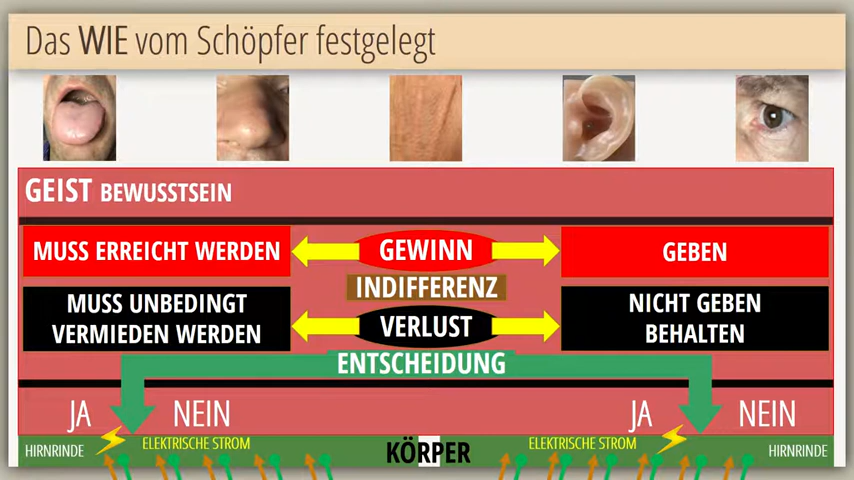 Das WIE vom Schöpfer festgelegt
GEIST BEWUSSTSEIN
MUSS ERREICHT WERDEN
GEWINN
GEBEN
INDIFFERENZ
MUSS UNBEDINGT
VERMIEDEN WERDEN
VERLUST
NICHT GEBEN
BEHALTEN
ENTSCHEIDUNG
JA NEIN
JA NEIN
HIRNRINDE
ELEKTRISCHE STROM
KÖRPER
ELEKTRISCHE STROM
HIRNRINDE